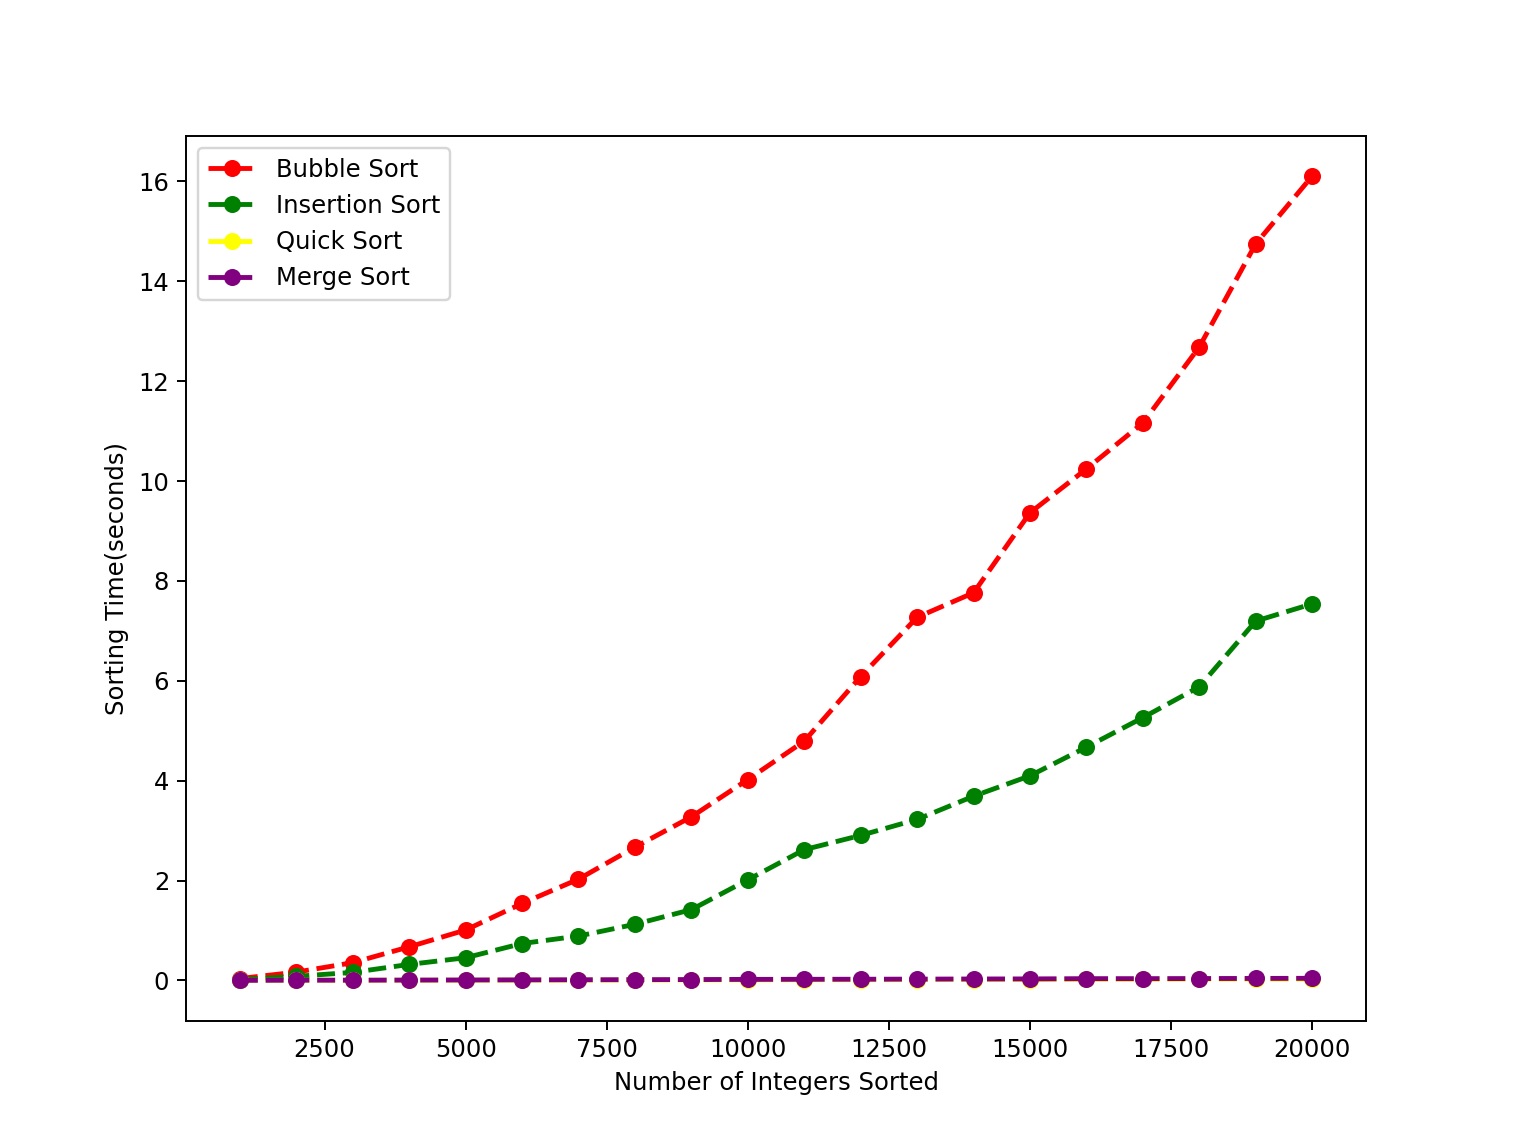 Bubble Sort
Insertion Sort
Quick Sort
Merge Sort
16
14
12
10
8
6
4
2
0
Sorting Time(seconds)
2500 5000 7500 10000 12500 15000 17500 20000
Number of Integers Sorted